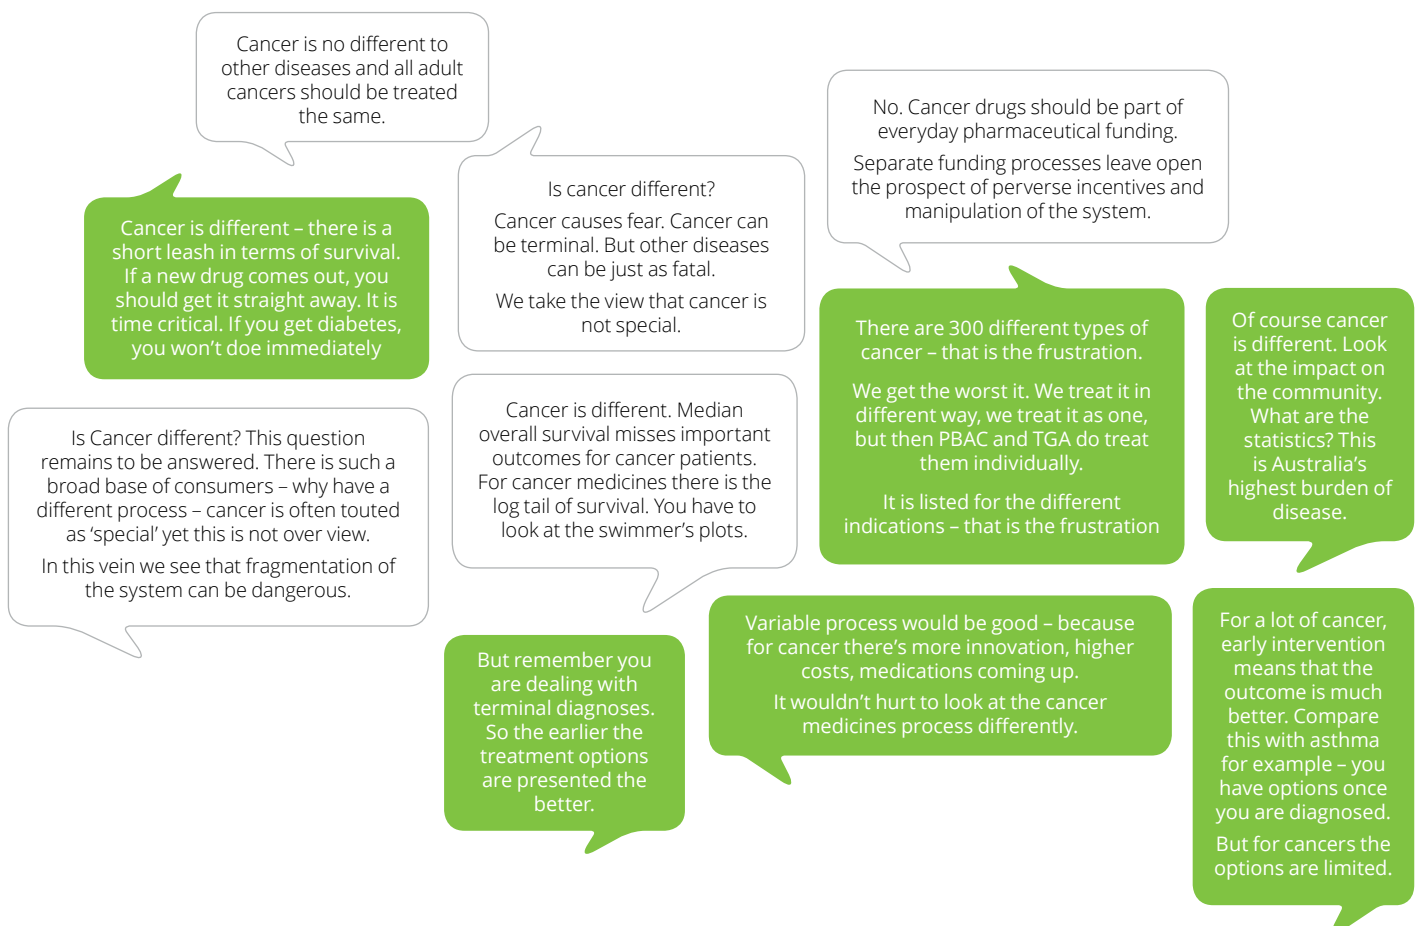 Cancer is no different to
other diseases and all adult
cancers should be treated
the same.
No. Cancer drugs should be part of
everyday pharmaceutical funding.
Separate funding processes leave open
the prospect of perverse incentives and
manipulation of the system.
Is cancer different?
Cancer causes fear. Cancer can
be terminal. But other diseases
can be just as fatal.
We take the view that cancer is
not special.
Cancer is different – there is a
short leash in terms of survival.
If a new drug comes out, you
should get it straight away. It is
time critical. If you get diabetes,
you won’t doe immediately
There are 300 different types of
cancer – that is the frustration.
We get the worst it. We treat it in
different way, we treat it as one,
but then PBAC and TGA do treat
them individually.
It is listed for the different
indications – that is the frustration
Of course cancer
is different. Look
at the impact on
the community.
What are the
statistics? This
is Australia’s
highest burden of
disease.
Is Cancer different? This question
remains to be answered. There is such a
broad base of consumers – why have a
different process – cancer is often touted
as ‘special’ yet this is not over view.
In this vein we see that fragmentation of
the system can be dangerous.
Cancer is different. Median
overall survival misses important
outcomes for cancer patients.
For cancer medicines there is the
log tail of survival. You have to
look at the swimmer’s plots.
But remember you
are dealing with
terminal diagnoses.
So the earlier the
treatment options
are presented the
better.
Variable process would be good – because
for cancer there’s more innovation, higher
costs, medications coming up.
It wouldn’t hurt to look at the cancer
medicines process differently.
For a lot of cancer,
early intervention
means that the
outcome is much
better. Compare
this with asthma
for example – you
have options once
you are diagnosed.
But for cancers the
options are limited.